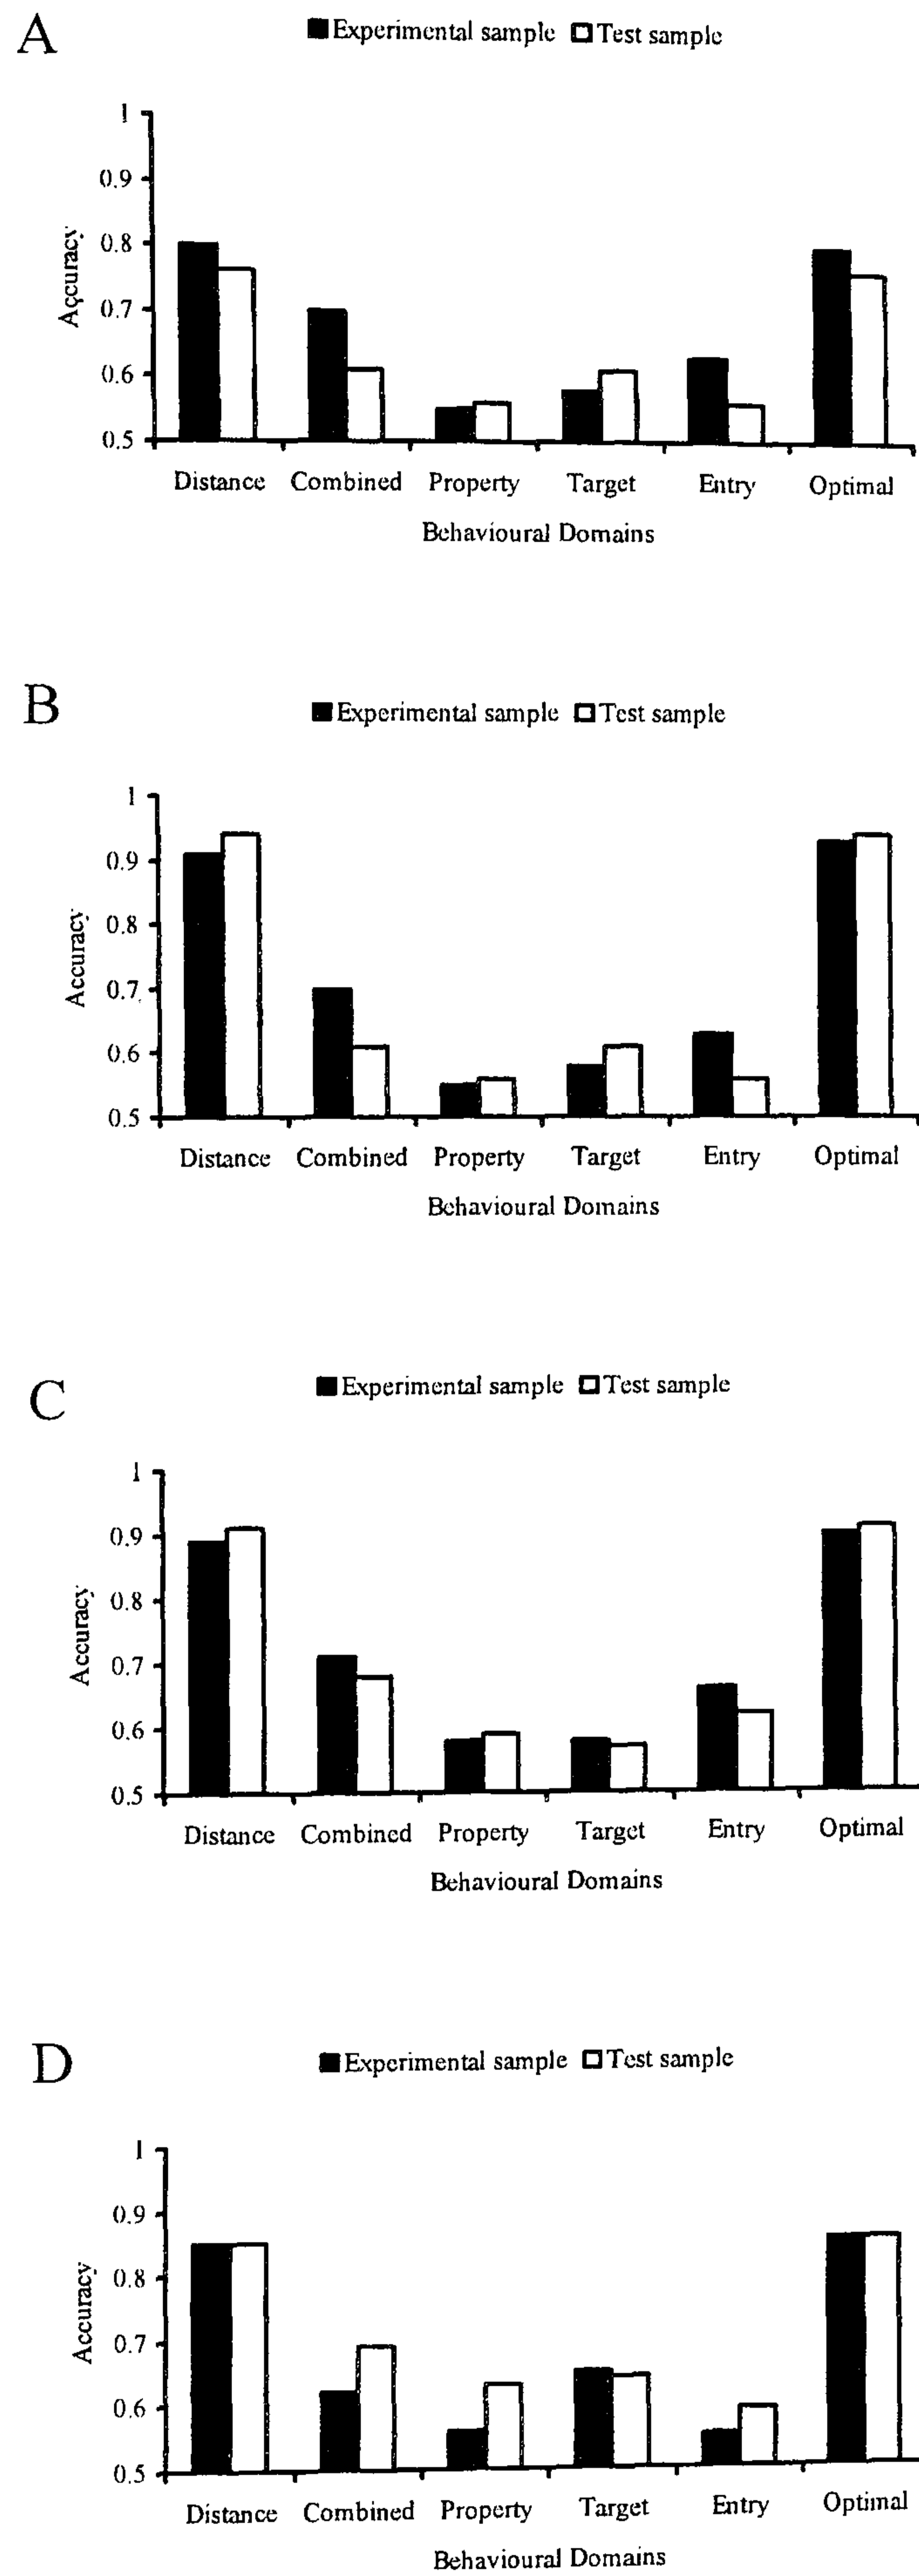 A
Experimental sample Test sample
1
0.9
0.8
0.7
0.6
0.5
Accuracy
Distance Combined Property Target Entry Optimal
Behavioural Domains
B
Experimental sample Test sample
1
0.9
0.8
0.7
0.6
0.5
Accuracy
Distance Combined Property Target Entry Optimal
Behavioural Domains
C
Experimental sample Test sample
1
0.9
0.8
0.7
0.6
0.5
Accuracy
Distance Combined Property Target Entry Optimal
Behavioural Domains
D
Experimental sample Test sample
1
0.9
0.8
0.7
0.6
0.5
Accuracy
Distance Combined Property Target Entry Optimal
Behavioural Domains